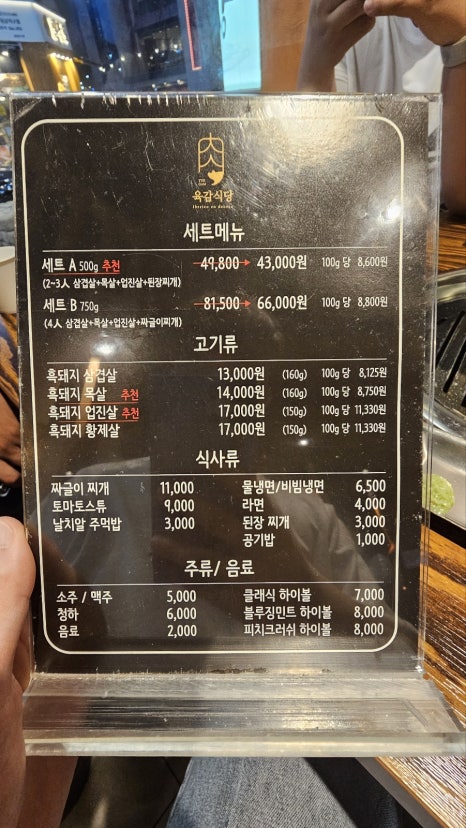 육갑식당
세트메뉴
세트 A 500g 추천 49,800 → 43,000원 100g 당 8,600원
(2~3人 삼겹살+목살+업진살+된장찌개)
세트 B 750g 81,500 → 66,000원 100g 당 8,800원
(4人 삼겹살+목살+업진살+짜글이찌개)
고기류
흑돼지 삼겹살 13,000원 (160g) 100g 당 8,125원
흑돼지 목살 추천 14,000원 (160g) 100g 당 8,750원
흑돼지 업진살 추천 17,000원 (150g) 100g 당 11,330원
흑돼지 황제살 17,000원 (150g) 100g 당 11,330원
식사류
짜글이 찌개 11,000 물냉면/비빔냉면 6,500
토마토스튜 9,000 라면 4,000
날치알 주먹밥 3,000 된장 찌개 3,000
공기밥 1,000
주류/ 음료
소주 / 맥주 5,000 클래식 하이볼 7,000
청하 6,000 블루징민트 하이볼 8,000
음료 2,000 피치크러쉬 하이볼 8,000